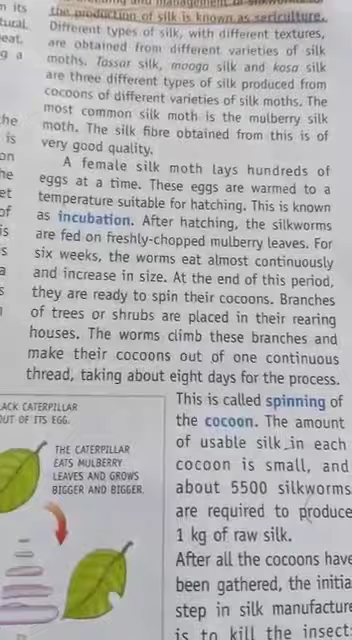 the production of silk is known as sericulture.
Different types of silk, with different textures,
are obtained from different varieties of silk
moths. Tassar silk, mooga silk and kosa silk
are three different types of silk produced from
cocoons of different varieties of silk moths. The
most common silk moth is the mulberry silk
moth. The silk fibre obtained from this is of
very good quality.
A female silk moth lays hundreds of
eggs at a time. These eggs are warmed to a
temperature suitable for hatching. This is known
as incubation. After hatching, the silkworms
are fed on freshly-chopped mulberry leaves. For
six weeks, the worms eat almost continuously
and increase in size. At the end of this period,
they are ready to spin their cocoons. Branches
of trees or shrubs are placed in their rearing
houses. The worms climb these branches and
make their cocoons out of one continuous
thread, taking about eight days for the process.
This is called spinning of
the cocoon. The amount
of usable silk in each
cocoon is small, and
about 5500 silkworms
are required to produce
1 kg of raw silk.
After all the cocoons have
been gathered, the initia
step in silk manufacture
is to kill the insect
LACK CATERPILLAR
OUT OF ITS EGG.
THE CATERPILLAR
EATS MULBERRY
LEAVES AND GROWS
BIGGER AND BIGGER.